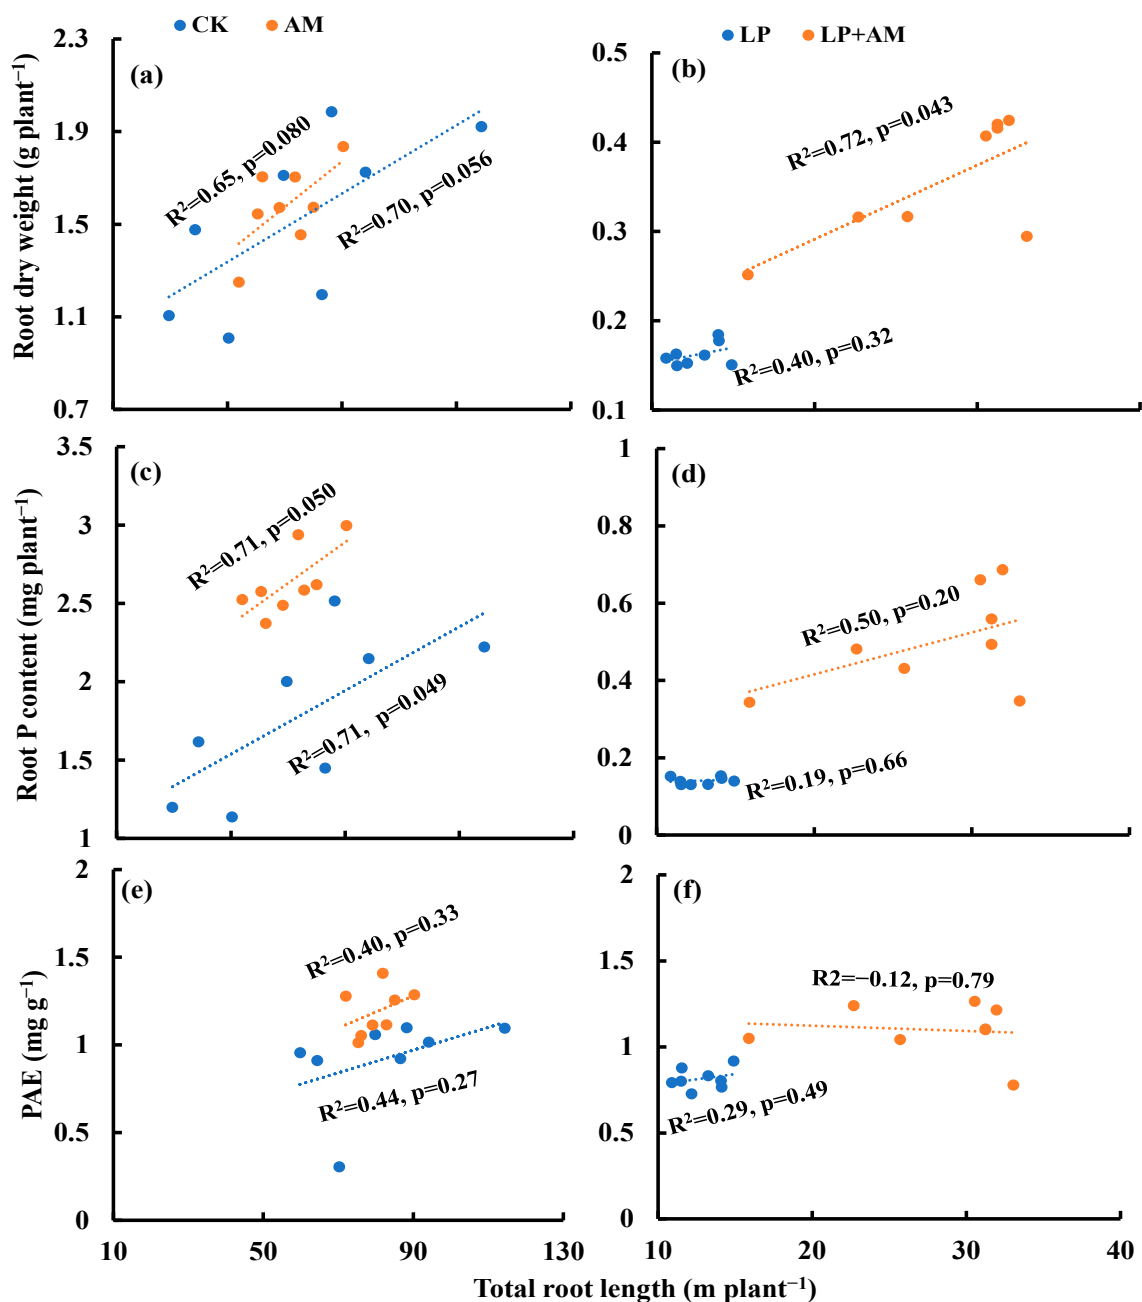 CK AM
LP LP+AM
(a)
2.3
1.9
1.5
1.1
0.7
Root dry weight (g plant⁻¹)
R²=0.65, p=0.080
R²=0.70, p=0.056
(b)
0.5
0.4
0.3
0.2
0.1
R²=0.72, p=0.043
R²=0.40, p=0.32
(c)
3.5
3
2.5
2
1.5
1
Root P content (mg plant⁻¹)
R²=0.71, p=0.050
R²=0.71, p=0.049
(d)
1
0.8
0.6
0.4
0.2
0
R²=0.50, p=0.20
R²=0.19, p=0.66
(e)
2
1.5
1
0.5
0
PAE (mg g⁻¹)
R²=0.40, p=0.33
R²=0.44, p=0.27
10 50 90 130
(f)
2
1.5
1
0.5
0
R2=−0.12, p=0.79
R²=0.29, p=0.49
10 20 30 40
Total root length (m plant⁻¹)